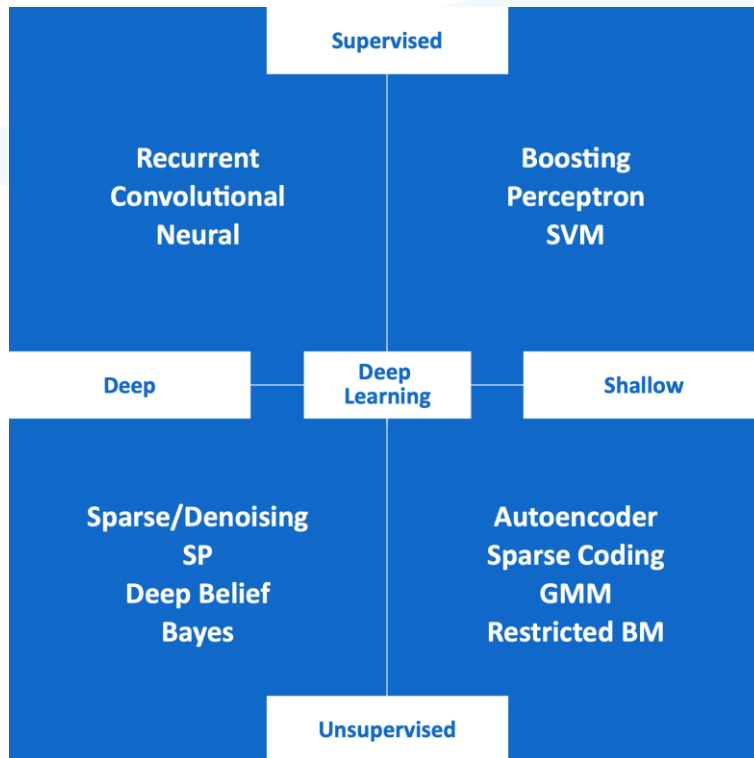 Supervised
Recurrent
Convolutional
Neural
Boosting
Perceptron
SVM
Deep
Deep
Learning
Shallow
Sparse/Denoising
SP
Deep Belief
Bayes
Autoencoder
Sparse Coding
GMM
Restricted BM
Unsupervised